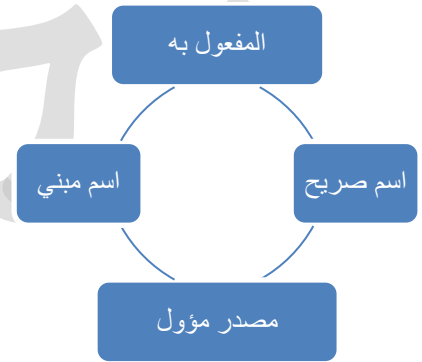 المفعول به
اسم صريح
اسم مبني
مصدر مؤول